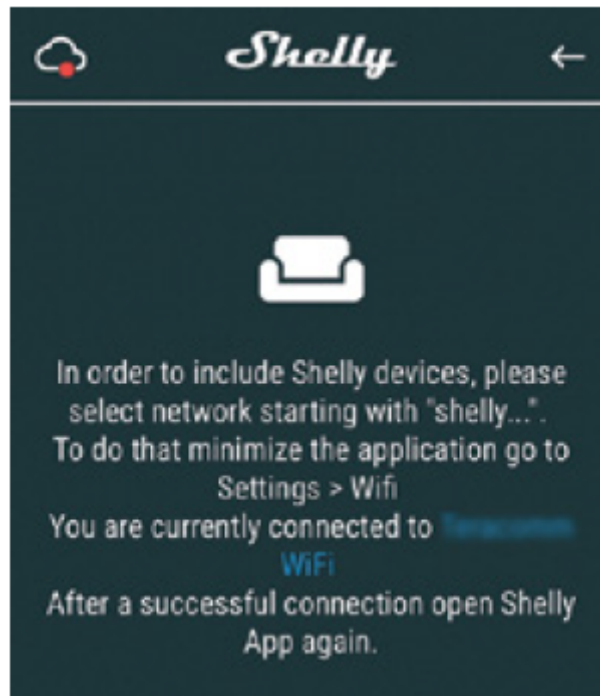 Shelly
In order to include Shelly devices, please
select network starting with "shelly...".
To do that minimize the application go to
Settings > Wifi
You are currently connected to
WiFi
After a successful connection open Shelly
App again.